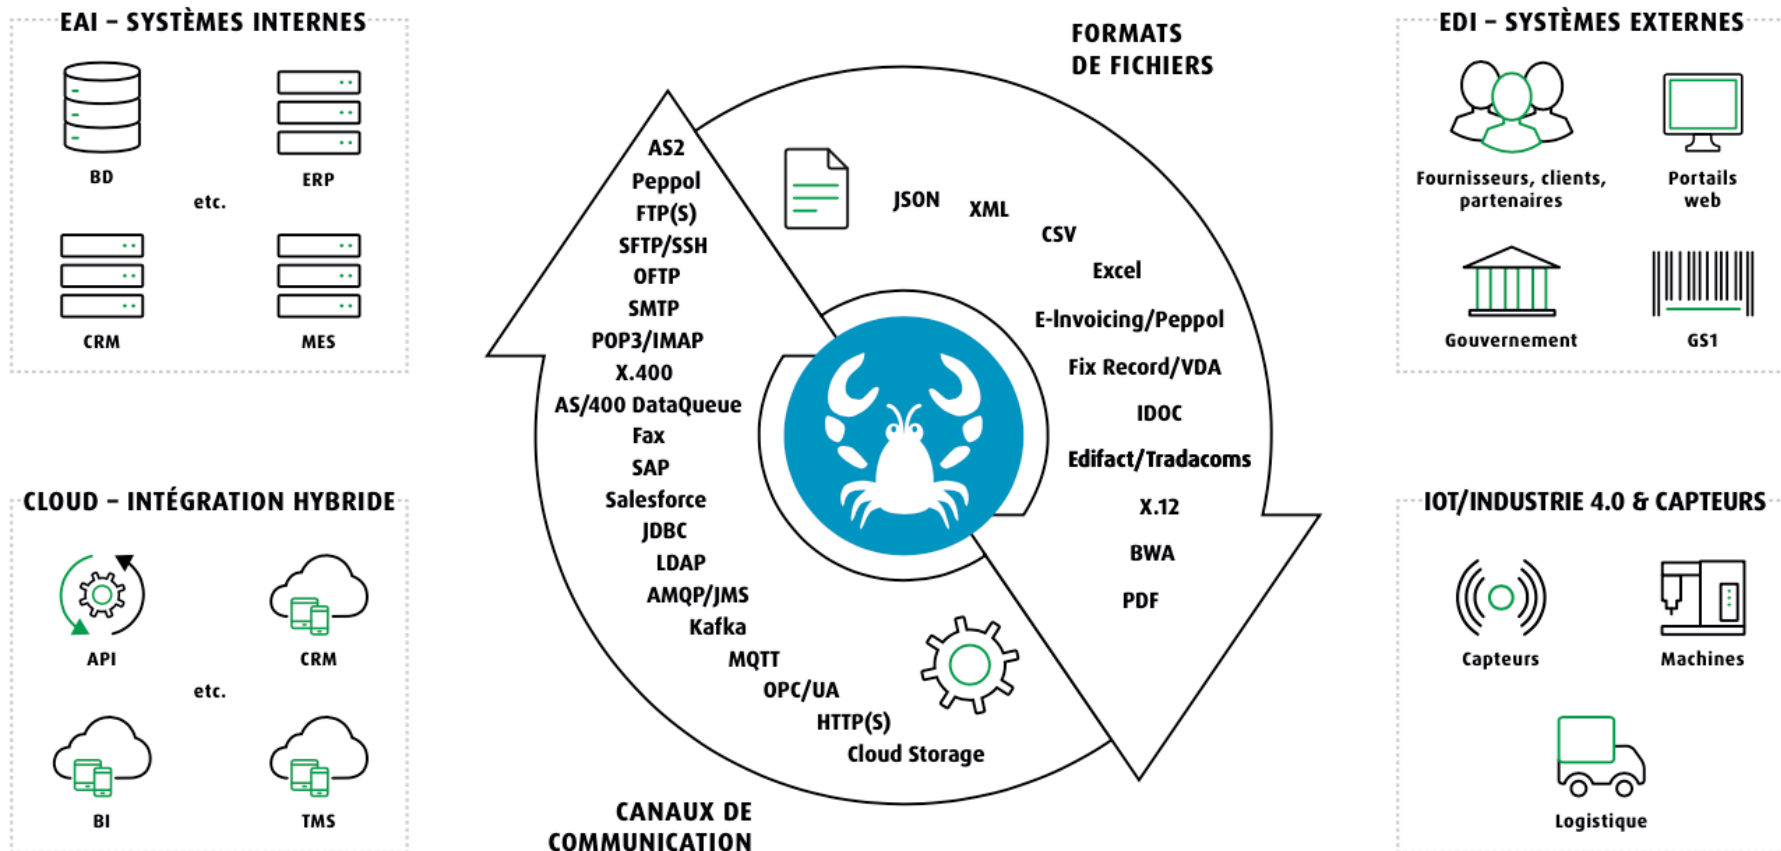 EAI – SYSTÈMES INTERNES
BD
ERP
etc.
CRM
MES
CLOUD – INTÉGRATION HYBRIDE
API
CRM
etc.
BI
TMS
FORMATS
DE FICHIERS
JSON
XML
CSV
Excel
E-Invoicing/Peppol
Fix Record/VDA
IDOC
Edifact/Tradacoms
X.12
BWA
PDF
AS2
Peppol
FTP(S)
SFTP/SSH
OFTP
SMTP
POP3/IMAP
X.400
AS/400 DataQueue
Fax
SAP
Salesforce
JDBC
LDAP
AMQP/JMS
Kafka
MQTT
OPC/UA
HTTP(S)
Cloud Storage
CANAUX DE
COMMUNICATION
EDI – SYSTÈMES EXTERNES
Fournisseurs, clients,
partenaires
Portails
web
Gouvernement
GS1
IOT/INDUSTRIE 4.0 & CAPTEURS
Capteurs
Machines
Logistique